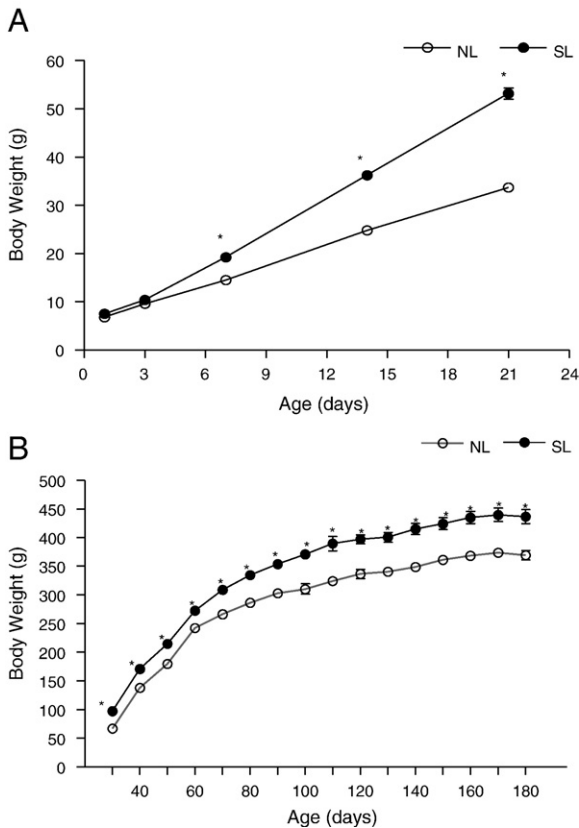 A
NL SL
60
50
40
30
20
10
0
* * *
0 3 6 9 12 15 18 21 24
Body Weight (g)
Age (days)
B
NL SL
500
450
400
350
300
250
200
150
100
50
0
* * * * * * * * * * * * * * * *
40 60 80 100 120 140 160 180
Body Weight (g)
Age (days)